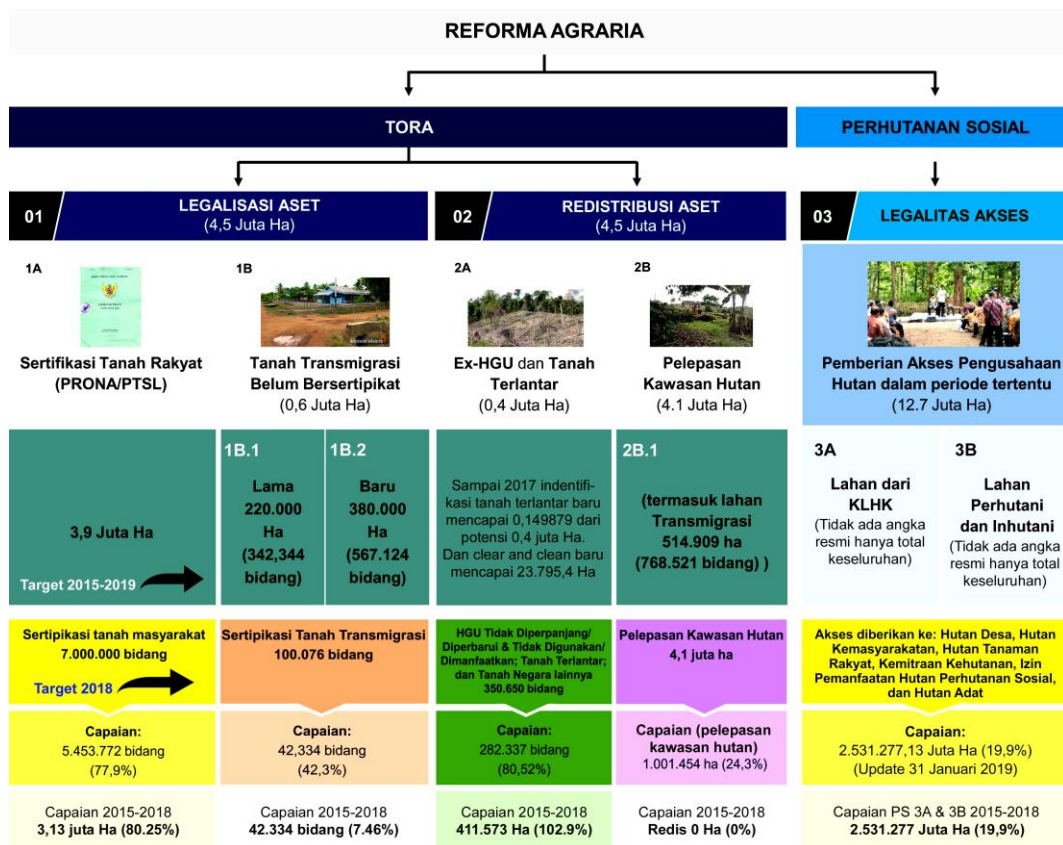 REFORMA AGRARIA
TORA
PERHUTANAN SOSIAL
01
LEGALISASI ASET
(4,5 Juta Ha)
02
REDISTRIBUSI ASET
(4,5 Juta Ha)
03
LEGALITAS AKSES
1A
Sertifikasi Tanah Rakyat
(PRONA/PTSL)
1B
Tanah Transmigrasi
Belum Bersertipikat
(0,6 Juta Ha)
2A
Ex-HGU dan Tanah
Terlantar
(0,4 Juta Ha)
2B
Pelepasan
Kawasan Hutan
(4.1 Juta Ha)
Pemberian Akses Pengusahaan
Hutan dalam periode tertentu
(12.7 Juta Ha)
3,9 Juta Ha
Target 2015-2019
1B.1
Lama
220.000
Ha
(342,344
bidang)
1B.2
Baru
380.000
Ha
(567.124
bidang)
Sampai 2017 indentifi-
kasi tanah terlantar baru
mencapai 0,149879 dari
potensi 0,4 juta Ha.
Dan clear and clean baru
mencapai 23.795,4 Ha
2B.1
(termasuk lahan
Transmigrasi
514.909 ha
(768.521 bidang) )
3A
Lahan dari
KLHK
(Tidak ada angka
resmi hanya total
keseluruhan)
3B
Lahan
Perhutani
dan Inhutani
(Tidak ada angka
resmi hanya total
keseluruhan)
Sertipikasi tanah masyarakat
7.000.000 bidang
Target 2018
Sertipikasi Tanah Transmigrasi
100.076 bidang
HGU Tidak Diperpanjang/
Diperbarui & Tidak Digunakan/
Dimanfaatkan; Tanah Terlantar;
dan Tanah Negara lainnya
350.650 bidang
Pelepasan Kawasan Hutan
4,1 juta ha
Akses diberikan ke: Hutan Desa, Hutan
Kemasyarakatan, Hutan Tanaman
Rakyat, Kemitraan Kehutanan, Izin
Pemanfaatan Hutan Perhutanan Sosial,
dan Hutan Adat
Capaian:
5.453.772 bidang
(77,9%)
Capaian:
42,334 bidang
(42,3%)
Capaian:
282.337 bidang
(80,52%)
Capaian (pelepasan
kawasan hutan)
1.001.454 ha (24,3%)
Capaian:
2.531.277,13 Juta Ha (19,9%)
(Update 31 Januari 2019)
Capaian 2015-2018
3,13 juta Ha (80.25%)
Capaian 2015-2018
42.334 bidang (7.46%)
Capaian 2015-2018
411.573 Ha (102.9%)
Capaian 2015-2018
Redis 0 Ha (0%)
Capaian PS 3A & 3B 2015-2018
2.531.277 Juta Ha (19,9%)